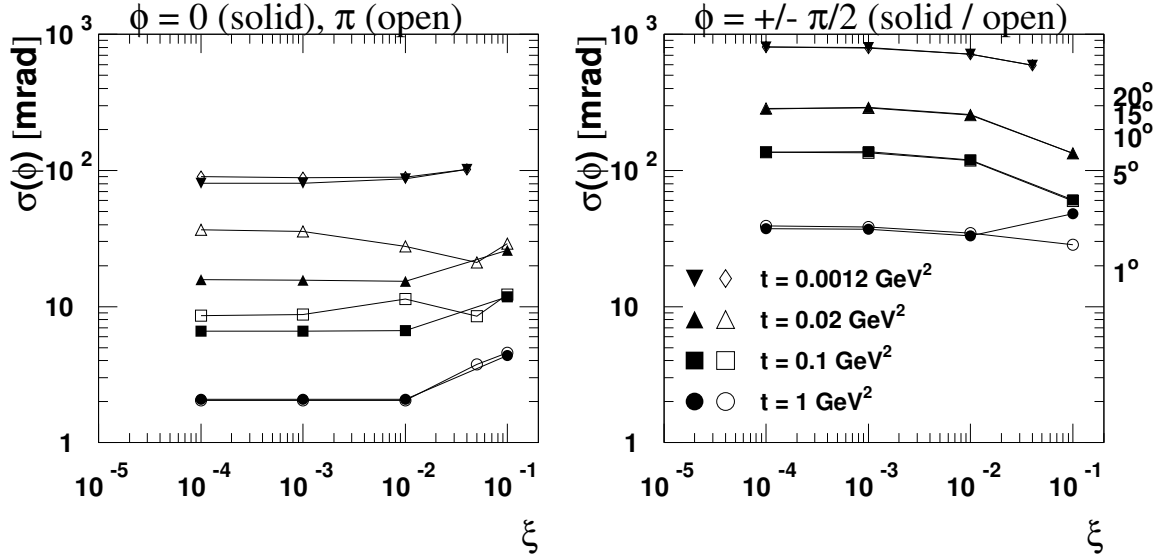 ϕ = 0 (solid), π (open)
σ(ϕ) [mrad]
10³
10²
10
1
10⁻⁵ 10⁻⁴ 10⁻³ 10⁻² 10⁻¹
ξ
ϕ = +/- π/2 (solid / open)
σ(ϕ) [mrad]
10³
10²
10
1
20°
15°
10°
5°
1°
t = 0.0012 GeV²
t = 0.02 GeV²
t = 0.1 GeV²
t = 1 GeV²
10⁻⁵ 10⁻⁴ 10⁻³ 10⁻² 10⁻¹
ξ